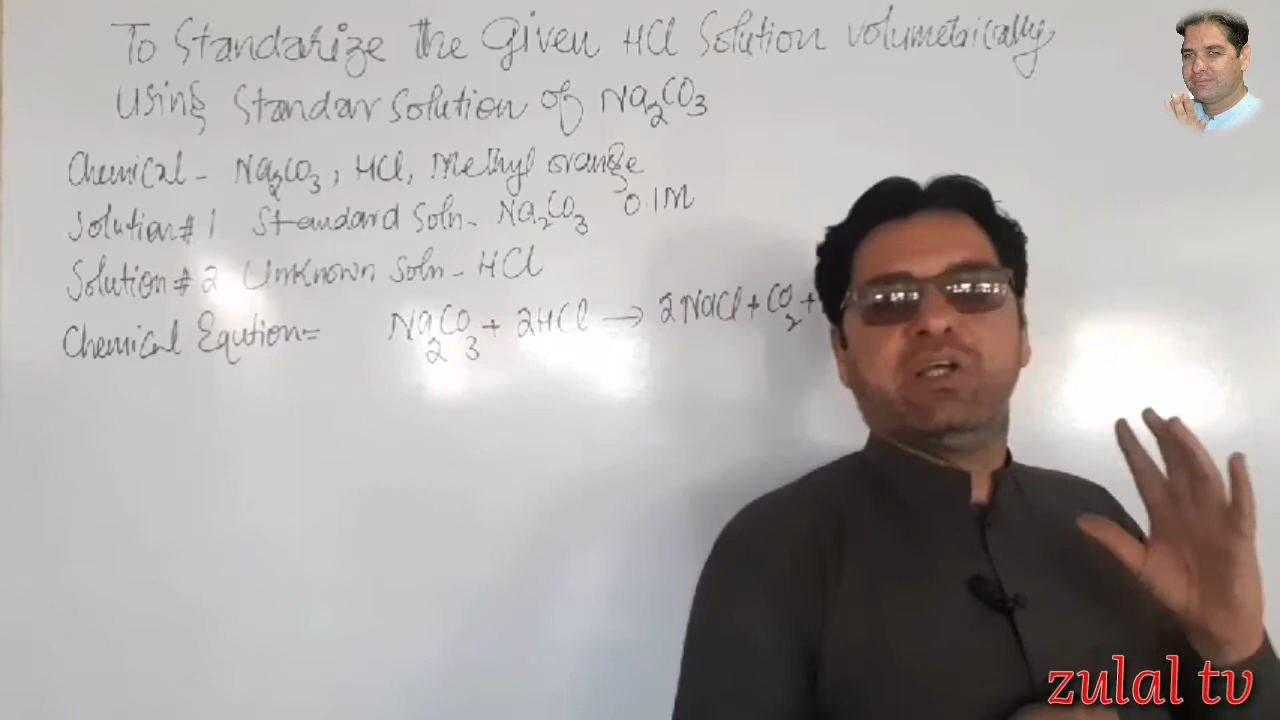 To Standarize the Given HCl Solution volumetrically
Using Standar Solution of Na2CO3
Chemical - Na2CO3, HCl, Methyl orange
Solution # 1 Standard Soln - Na2CO3 0.1M
Solution # 2 Unknown Soln - HCl
Chemical Eqution = Na2CO3 + 2HCl → 2NaCl + CO2 +
zulal tv